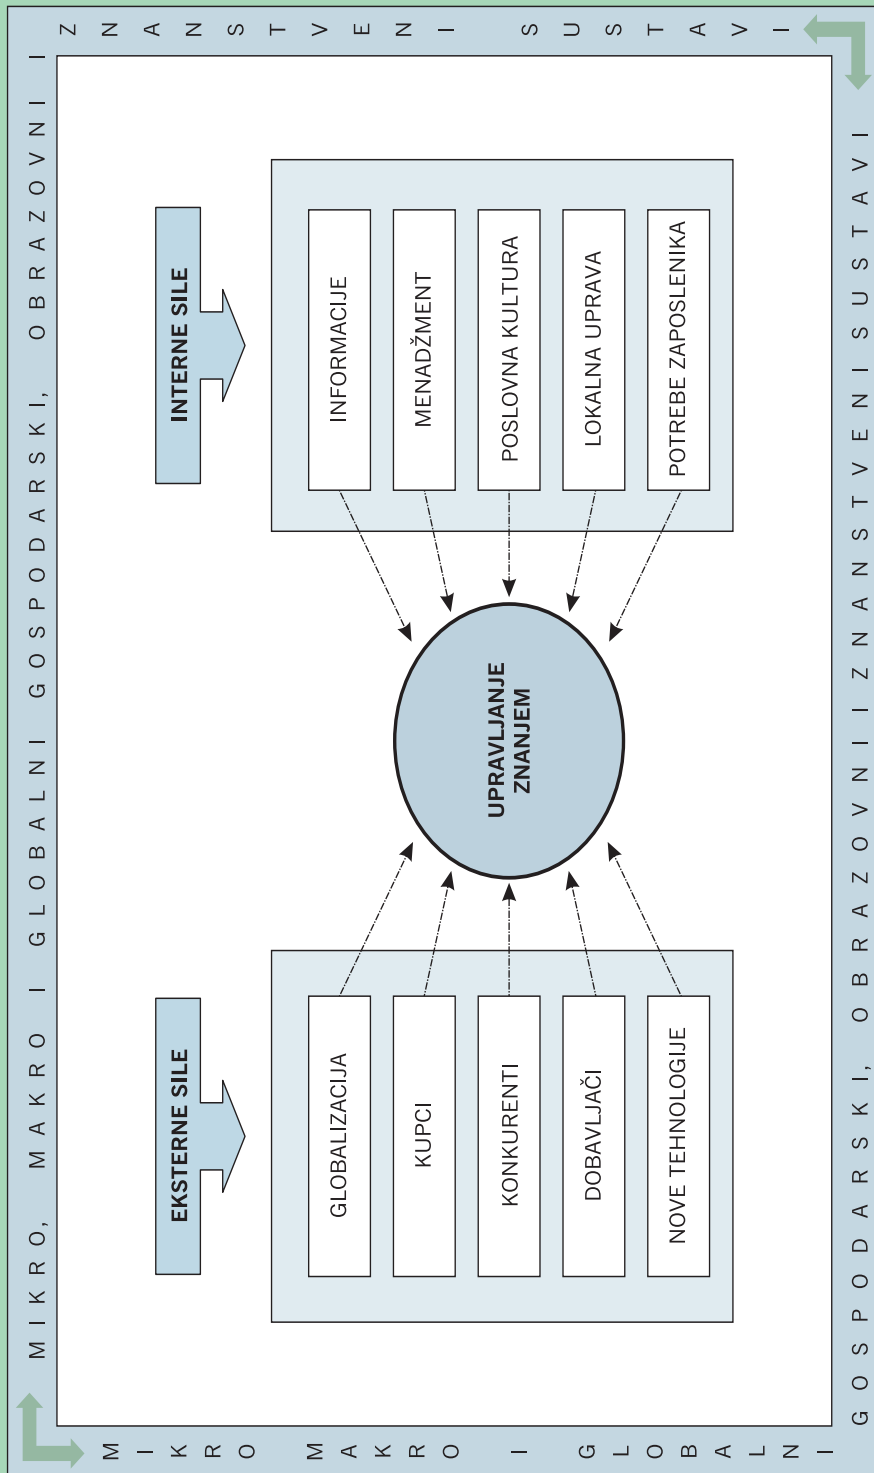 MIKRO, MAKRO I GLOBALNI GOSPODARSKI, OBRAZOVNI I
ZNANSTVENI SUSTAVI
EKSTERNE SILE
GLOBALIZACIJA
KUPCI
KONKURENTI
DOBAVLJAČI
NOVE TEHNOLOGIJE
UPRAVLJANJE
ZNANJEM
INTERNE SILE
INFORMACIJE
MENADŽMENT
POSLOVNA KULTURA
LOKALNA UPRAVA
POTREBE ZAPOSLENIKA
MIKRO MAKRO I GLOBALNI
GOSPODARSKI, OBRAZOVNI I ZNANSTVENI SUSTAVI